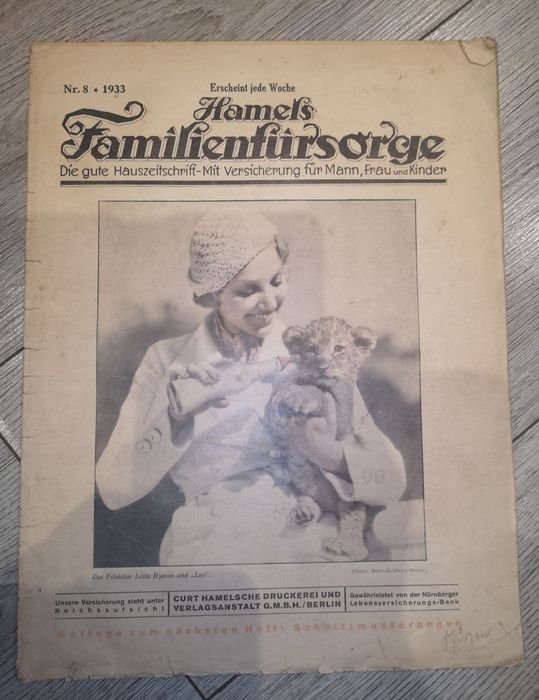 Nr. 8 * 1933
Erscheint jede Woche
Hamels
Familienfürsorge
Die gute Hauszeitschrift-Mit Versicherung für Mann, Frau und Kinder
Der Filmstar Leila Hyams und „Leo".
(Photo: Metro-Goldwyn-Mayer.)
Unsere Versicherung steht unter
Reichsaufsicht
CURT HAMELSCHE DRUCKEREI UND
VERLAGSANSTALT G.M.B.H./BERLIN
Gewährleistet von der Nürnberger
Lebensversicherungs-Bank
Beilage zum nächsten Heft: Schnittmusterbogen